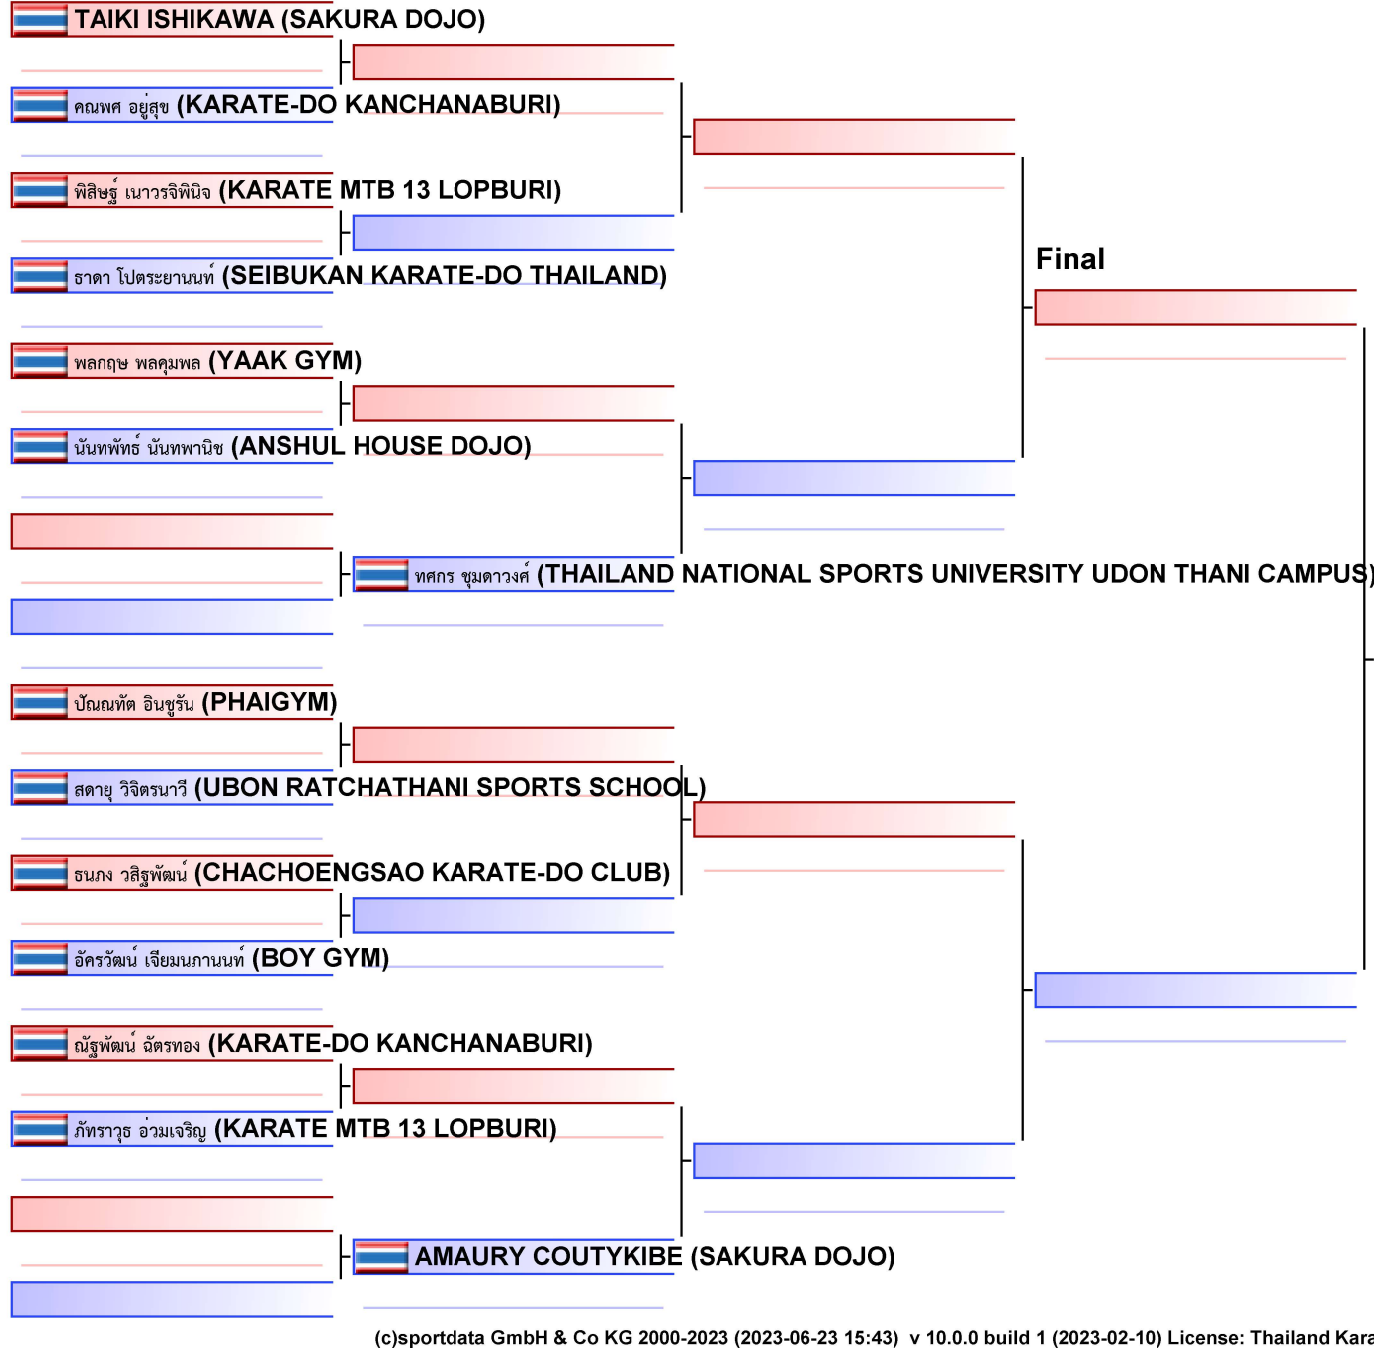 TAIKI ISHIKAWA (SAKURA DOJO)
คณพศ อยู่สุข (KARATE-DO KANCHANABURI)
พิสิษฐ์ เนาวรจิพินิจ (KARATE MTB 13 LOPBURI)
ธาดา โปตระยานนท์ (SEIBUKAN KARATE-DO THAILAND)
Final
พลกฤษ พลคุมพล (YAAK GYM)
นันทพัทธ์ นันทพานิช (ANSHUL HOUSE DOJO)
ทศกร ชุมดาวงศ์ (THAILAND NATIONAL SPORTS UNIVERSITY UDON THANI CAMPUS)
ปัณณทัต อินชูรัน (PHAIGYM)
สดายุ วิจิตรนาวี (UBON RATCHATHANI SPORTS SCHOOL)
ธนภง วสิฐพัฒน์ (CHACHOENGSAO KARATE-DO CLUB)
อัครวัฒน์ เจียมนภานนท์ (BOY GYM)
ณัฐพัฒน์ ฉัตรทอง (KARATE-DO KANCHANABURI)
ภัทราวุธ อ่วมเจริญ (KARATE MTB 13 LOPBURI)
AMAURY COUTYKIBE (SAKURA DOJO)
(c)sportdata GmbH & Co KG 2000-2023 (2023-06-23 15:43) v 10.0.0 build 1 (2023-02-10) License: Thailand Kara